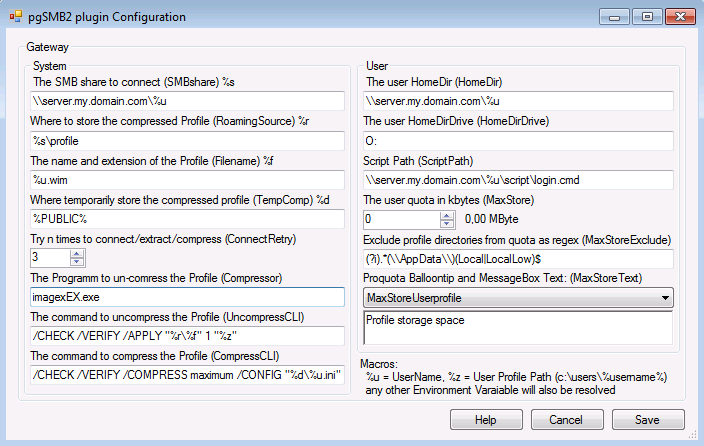 pgSMB2 plugin Configuration
Gateway
System
The SMB share to connect (SMBshare) %s
\\server.my.domain.com\%u
Where to store the compressed Profile (RoamingSource) %r
%s\profile
The name and extension of the Profile (Filename) %f
%u.wim
Where temporarily store the compressed profile (TempComp) %d
%PUBLIC%
Try n times to connect/extract/compress (ConnectRetry)
3
The Programm to un-comress the Profile (Compressor)
imagexEX.exe
The command to uncompress the Profile (UncompressCLI)
/CHECK /VERIFY /APPLY "%r\%f" 1 "%z"
The command to compress the Profile (CompressCLI)
/CHECK /VERIFY /COMPRESS maximum /CONFIG "%d\%u.ini"
User
The user HomeDir (HomeDir)
\\server.my.domain.com\%u
The user HomeDirDrive (HomeDirDrive)
O:
Script Path (ScriptPath)
\\server.my.domain.com\%u\script\login.cmd
The user quota in kbytes (MaxStore)
0 0,00 MByte
Exclude profile directories from quota as regex (MaxStoreExclude)
(?i).*(\\AppData\\)(Local|LocalLow)$
Proquota Balloontip and MessageBox Text: (MaxStoreText)
MaxStoreUserprofile
Profile storage space
Macros:
%u = UserName, %z = User Profile Path (c:\users\%username%)
any other Environment Varaiable will also be resolved
Help Cancel Save